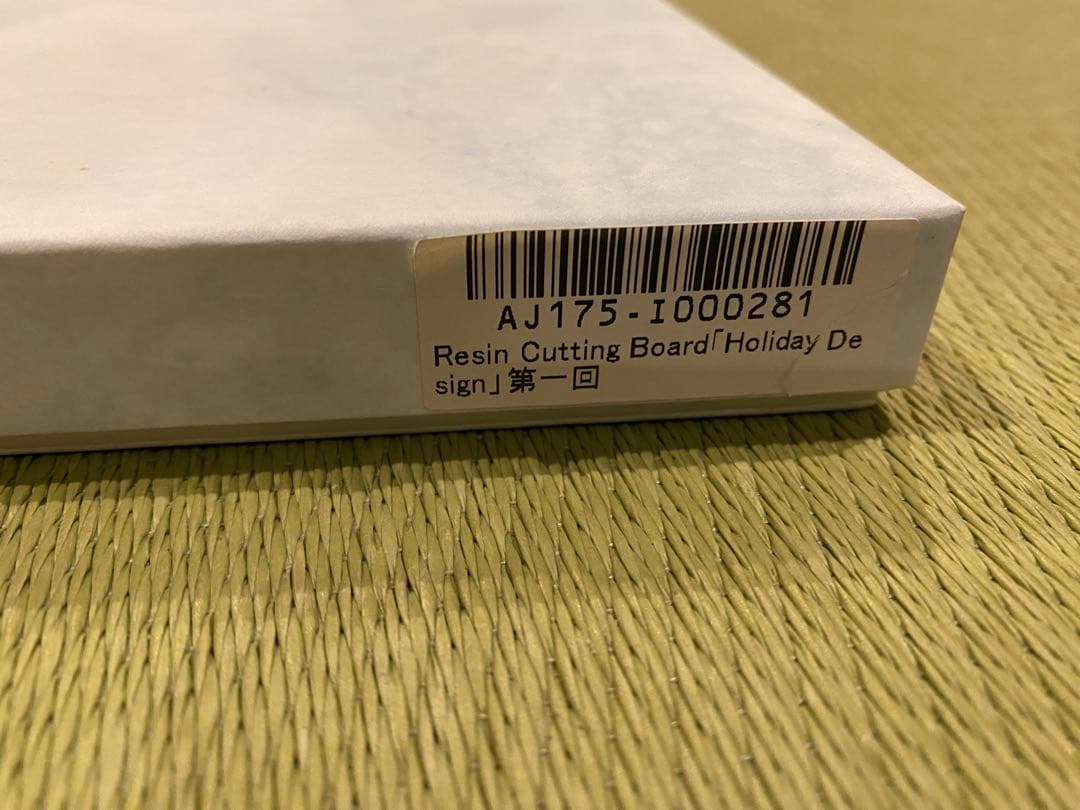 AJ175-I000281
Resin Cutting Board「Holiday De
sign」第一回